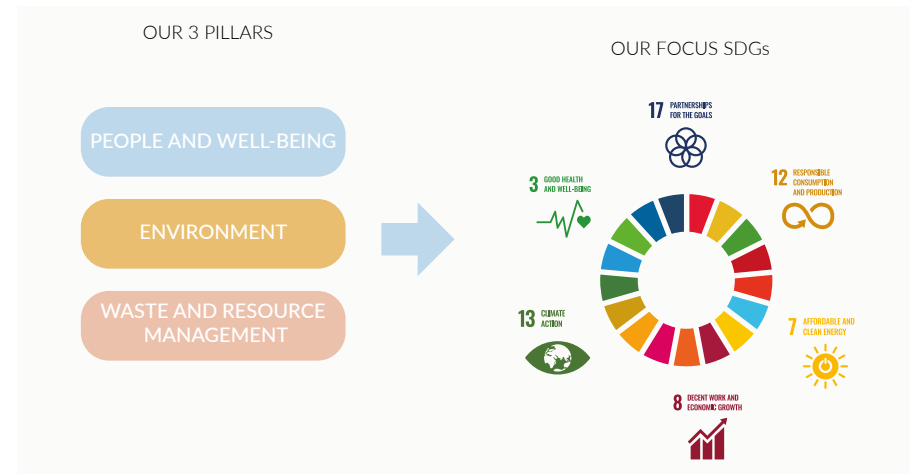 OUR 3 PILLARS
PEOPLE AND WELL-BEING
ENVIRONMENT
WASTE AND RESOURCE
MANAGEMENT
OUR FOCUS SDGs
17 PARTNERSHIPS
FOR THE GOALS
3 GOOD HEALTH
AND WELL-BEING
12 RESPONSIBLE
CONSUMPTION
AND PRODUCTION
13 CLIMATE
ACTION
7 AFFORDABLE AND
CLEAN ENERGY
8 DECENT WORK AND
ECONOMIC GROWTH